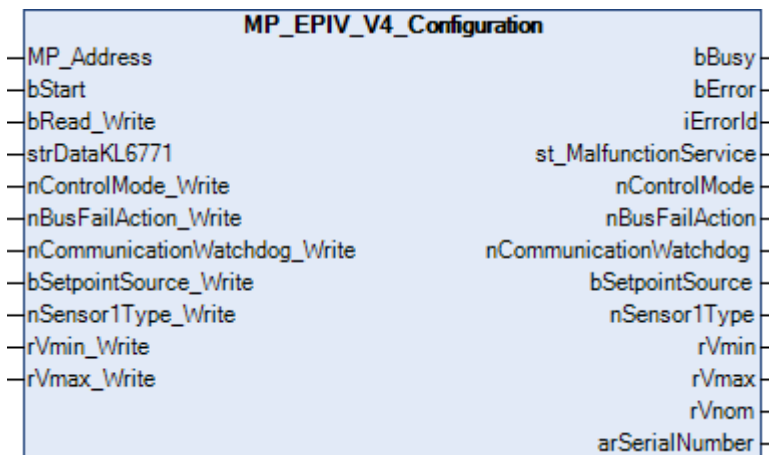 MP_EPIV_V4_Configuration
MP_Address bBusy
bStart bError
bRead_Write iErrorId
strDataKL6771 st_MalfunctionService
nControlMode_Write nControlMode
nBusFailAction_Write nBusFailAction
nCommunicationWatchdog_Write nCommunicationWatchdog
bSetpointSource_Write bSetpointSource
nSensor1Type_Write nSensor1Type
rVmin_Write rVmin
rVmax_Write rVmax
rVnom
arSerialNumber